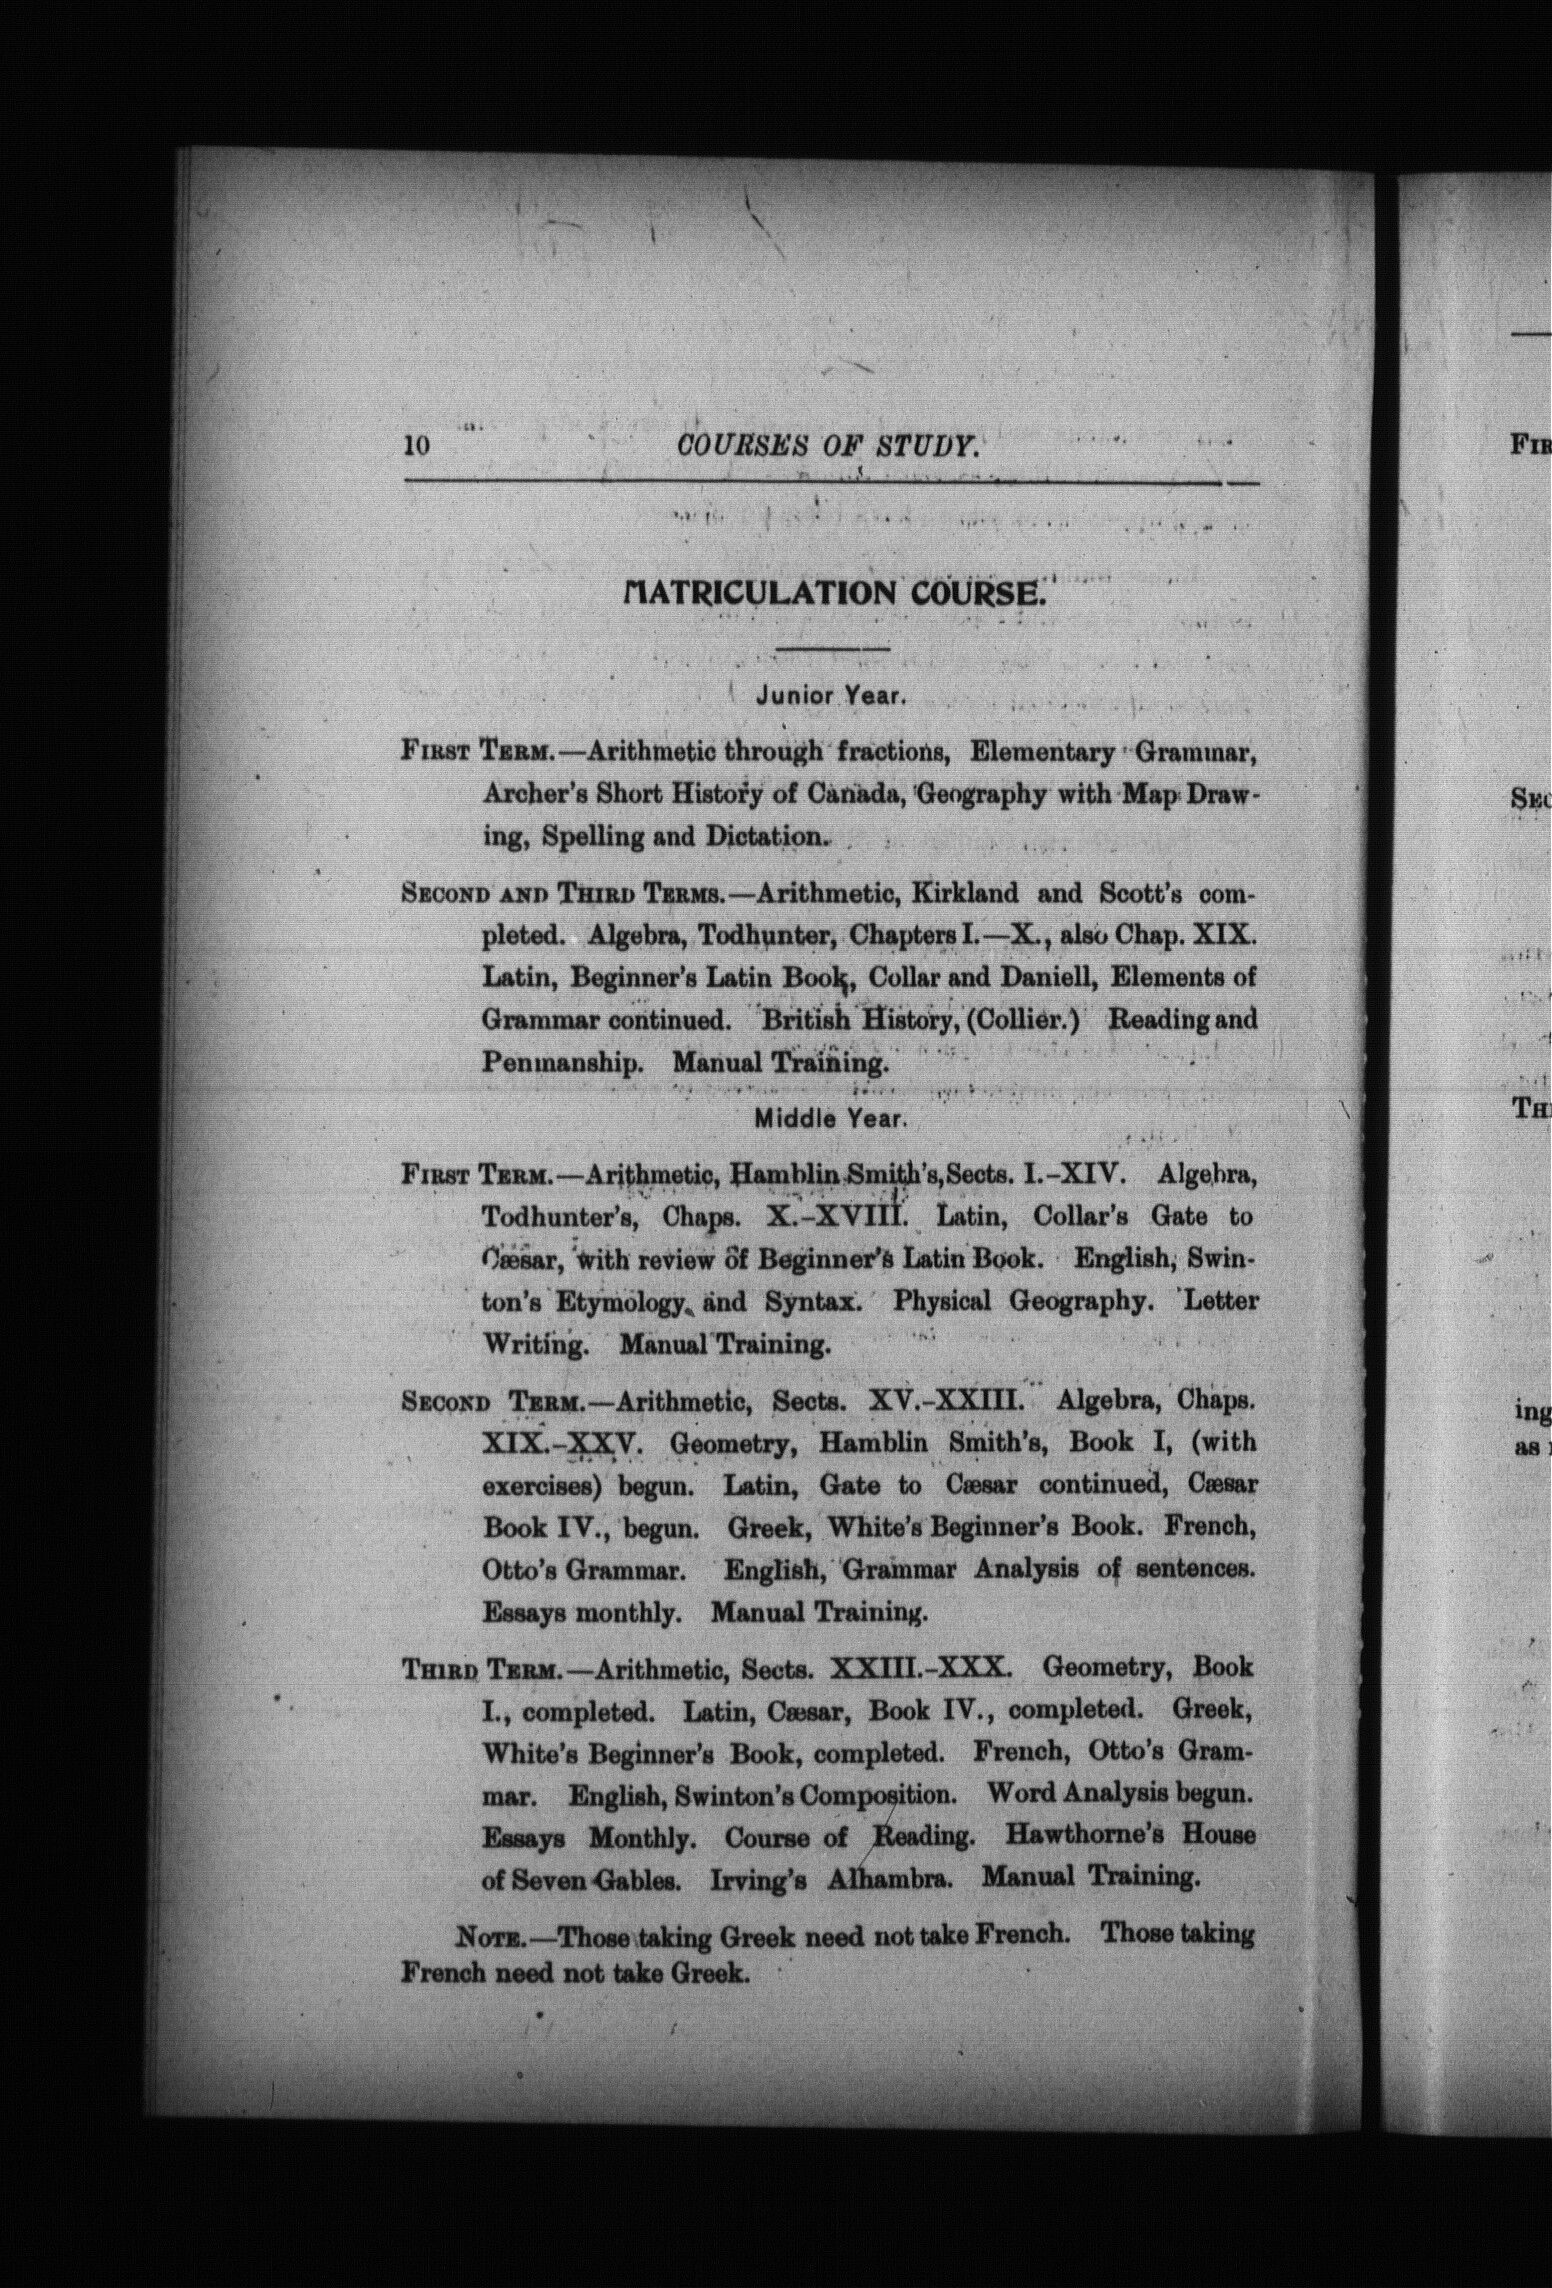 10 COURSES OF STUDY.
MATRICULATION COURSE.
Junior Year.
FIRST TERM.—Arithmetic through fractions, Elementary Grammar,
Archer's Short History of Canada, Geography with Map Draw-
ing, Spelling and Dictation.
SECOND AND THIRD TERMS.—Arithmetic, Kirkland and Scott's com-
pleted. Algebra, Todhunter, Chapters I.—X., also Chap. XIX.
Latin, Beginner's Latin Book, Collar and Daniell, Elements of
Grammar continued. British History, (Collier.) Reading and
Penmanship. Manual Training.
Middle Year.
FIRST TERM.—Arithmetic, Hamblin Smith's, Sects. I.-XIV. Algebra,
Todhunter's, Chaps. X.-XVIII. Latin, Collar's Gate to
Cæsar, with review of Beginner's Latin Book. English, Swin-
ton's Etymology and Syntax. Physical Geography. Letter
Writing. Manual Training.
SECOND TERM.—Arithmetic, Sects. XV.-XXIII. Algebra, Chaps.
XIX.-XXV. Geometry, Hamblin Smith's, Book I, (with
exercises) begun. Latin, Gate to Cæsar continued, Cæsar
Book IV., begun. Greek, White's Beginner's Book. French,
Otto's Grammar. English, Grammar Analysis of sentences.
Essays monthly. Manual Training.
THIRD TERM.—Arithmetic, Sects. XXIII.-XXX. Geometry, Book
I., completed. Latin, Cæsar, Book IV., completed. Greek,
White's Beginner's Book, completed. French, Otto's Gram-
mar. English, Swinton's Composition. Word Analysis begun.
Essays Monthly. Course of Reading. Hawthorne's House
of Seven Gables. Irving's Alhambra. Manual Training.
NOTE.—Those taking Greek need not take French. Those taking
French need not take Greek.
ing
as